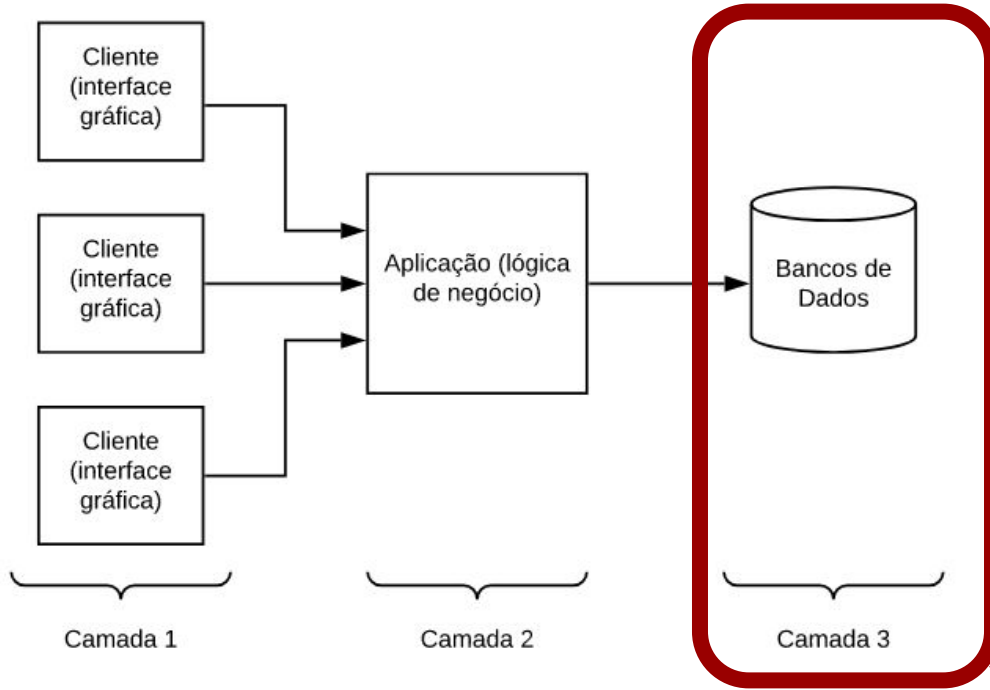 Cliente
(interface
gráfica)
Cliente
(interface
gráfica)
Cliente
(interface
gráfica)
Aplicação (lógica
de negócio)
Bancos de
Dados
Camada 1
Camada 2
Camada 3